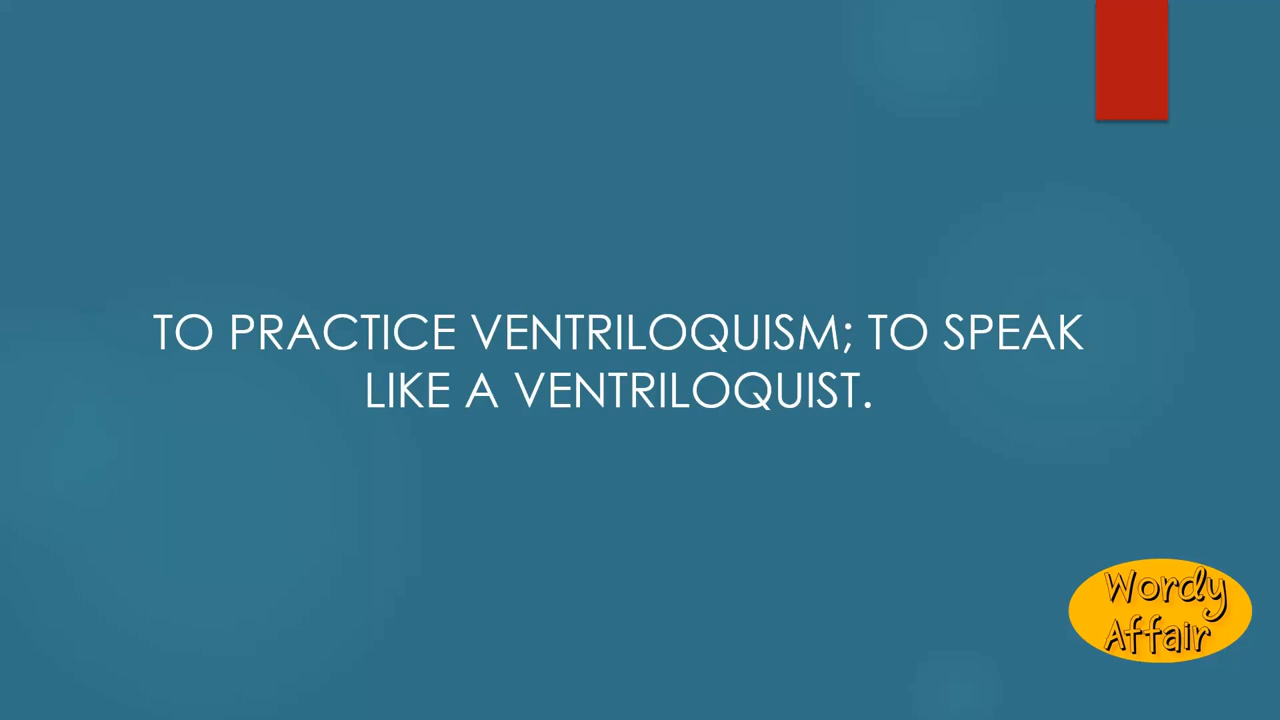 TO PRACTICE VENTRILOQUISM; TO SPEAK
LIKE A VENTRILOQUIST.
Wordy
Affair